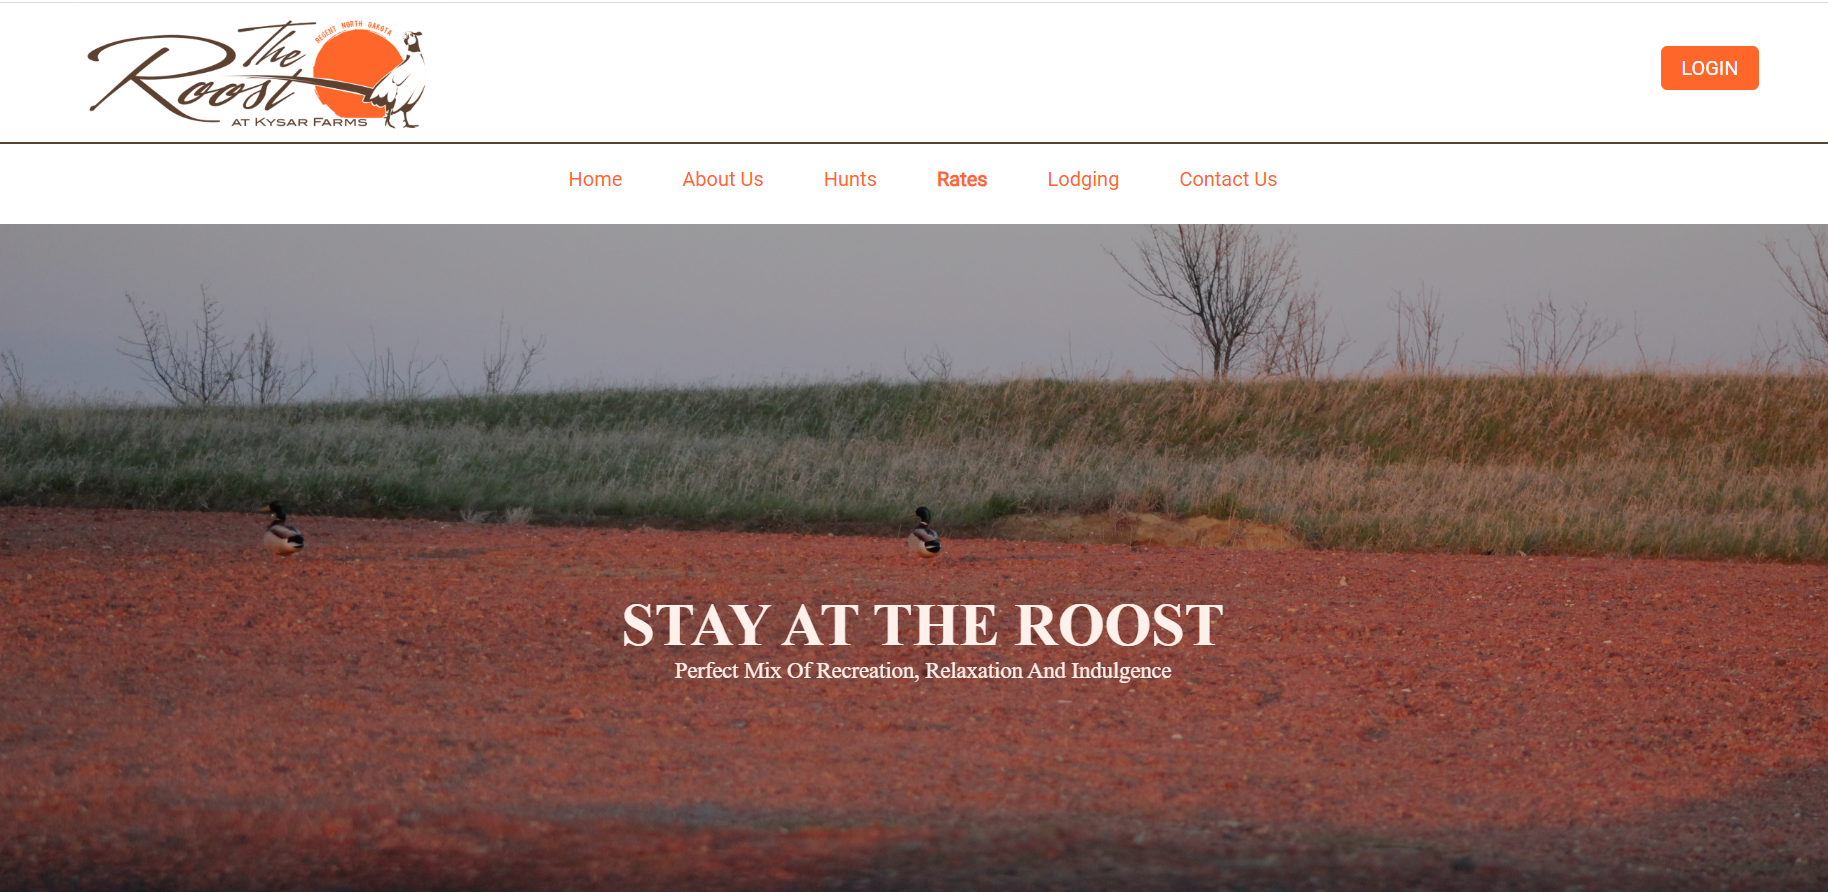 REGENT NORTH DAKOTA
The
Roost
AT KYSAR FARMS
LOGIN
Home About Us Hunts Rates Lodging Contact Us
STAY AT THE ROOST
Perfect Mix Of Recreation, Relaxation And Indulgence